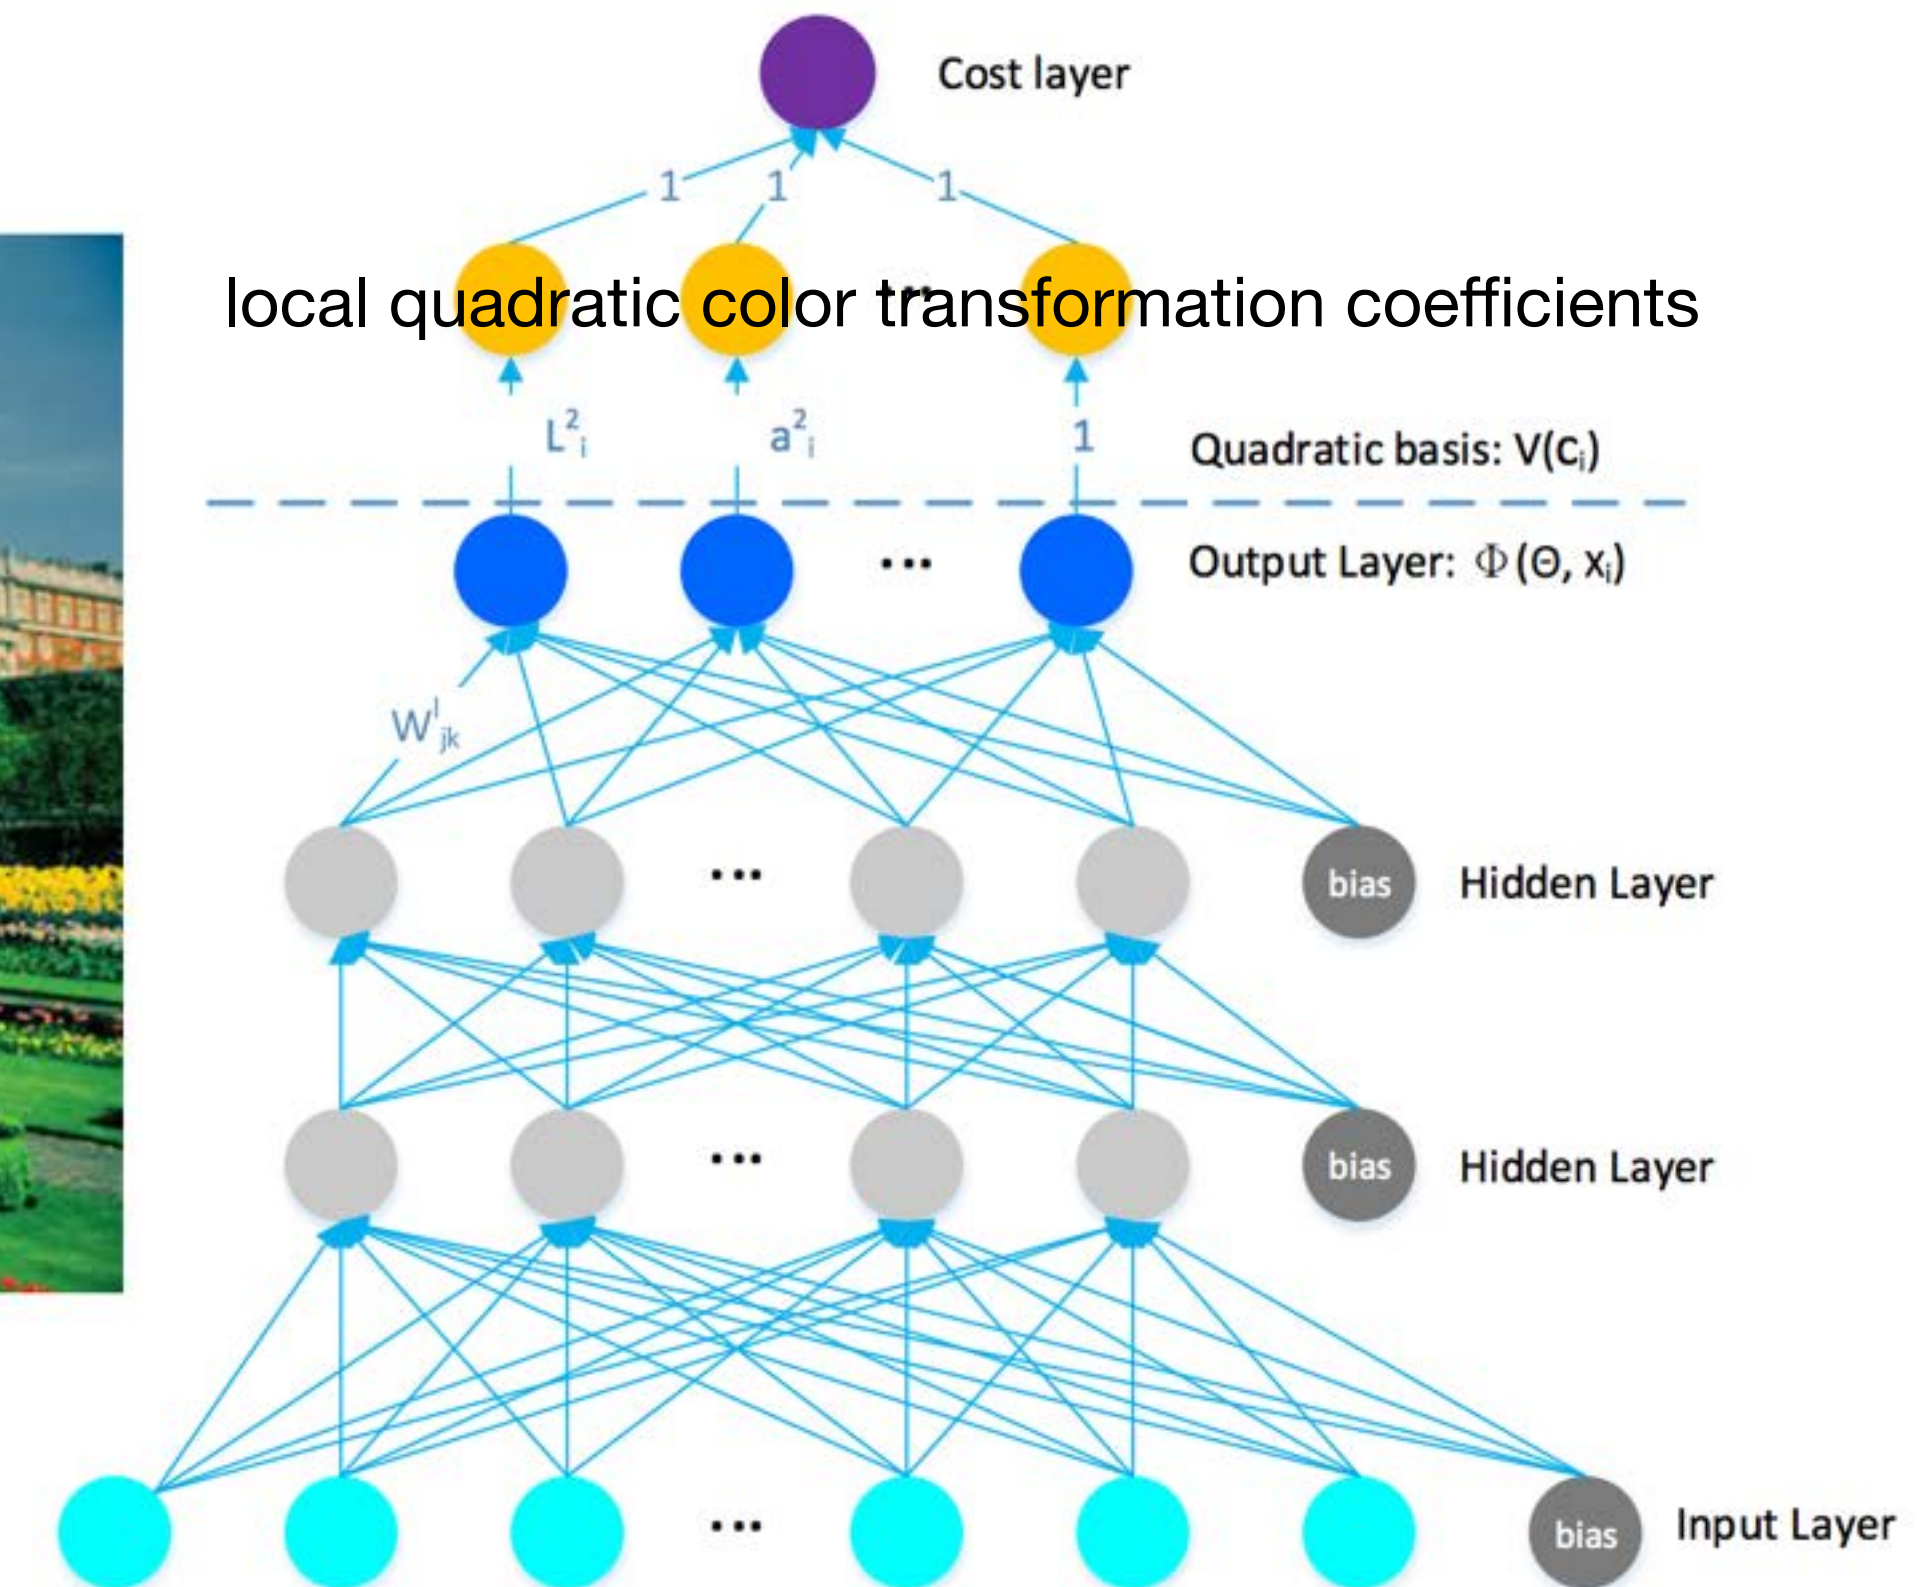 Cost layer
1 1 1
local quadratic color transformation coefficients
...
L²ᵢ a²ᵢ 1 Quadratic basis: V(cᵢ)
... Output Layer: Φ(Θ, xᵢ)
Wˡⱼₖ
... bias Hidden Layer
... bias Hidden Layer
... bias Input Layer